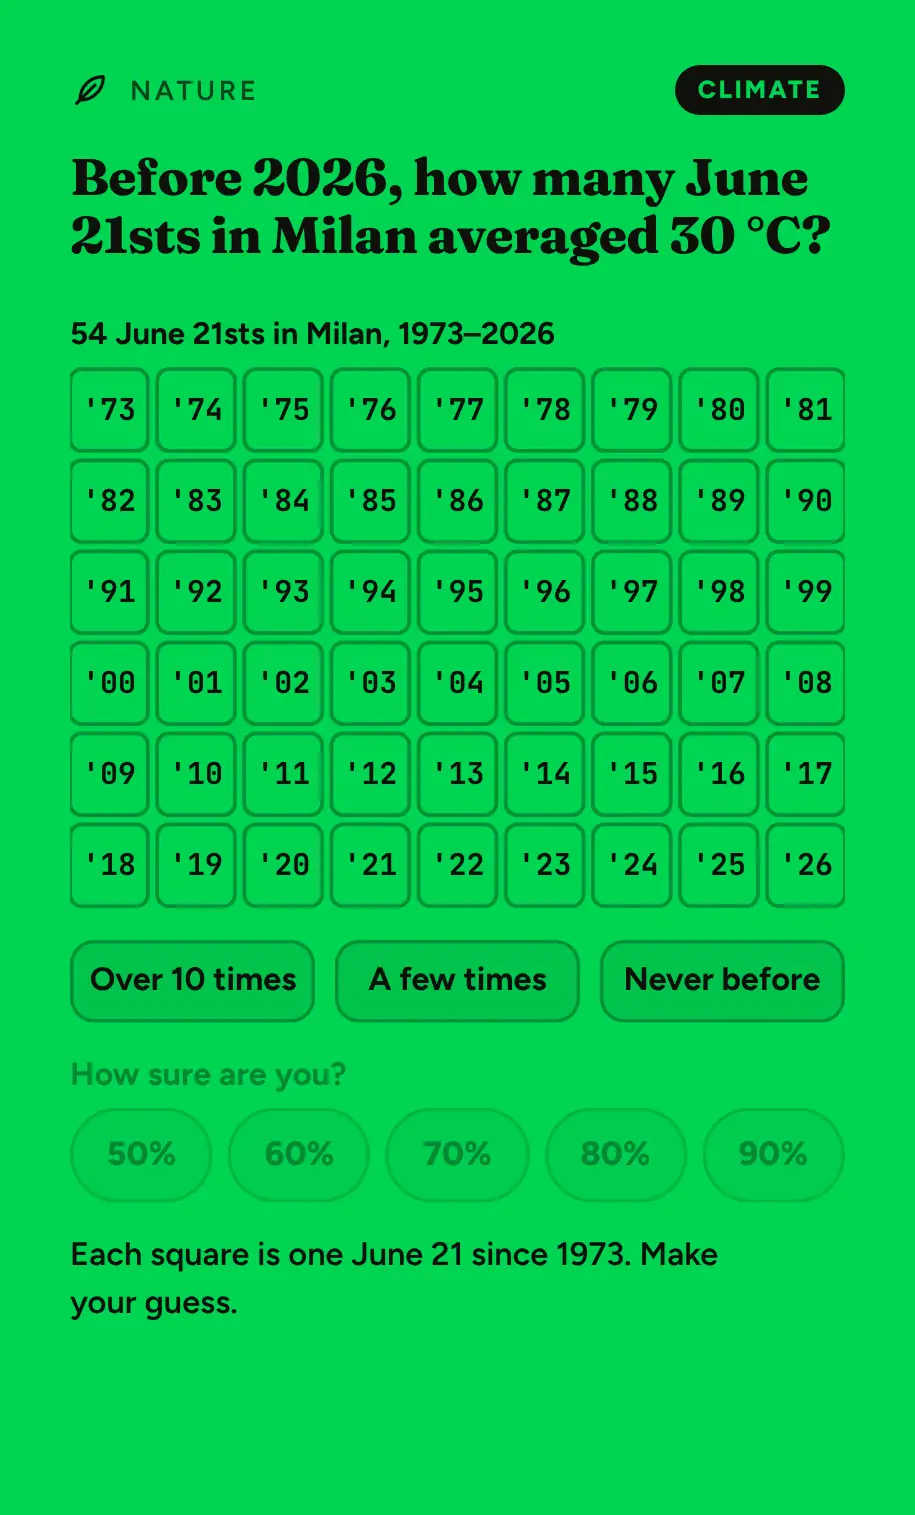 NATURE
CLIMATE
Before 2026, how many June
21sts in Milan averaged 30 °C?
54 June 21sts in Milan, 1973–2026
'73 '74 '75 '76 '77 '78 '79 '80 '81
'82 '83 '84 '85 '86 '87 '88 '89 '90
'91 '92 '93 '94 '95 '96 '97 '98 '99
'00 '01 '02 '03 '04 '05 '06 '07 '08
'09 '10 '11 '12 '13 '14 '15 '16 '17
'18 '19 '20 '21 '22 '23 '24 '25 '26
Over 10 times
A few times
Never before
How sure are you?
50% 60% 70% 80% 90%
Each square is one June 21 since 1973. Make
your guess.